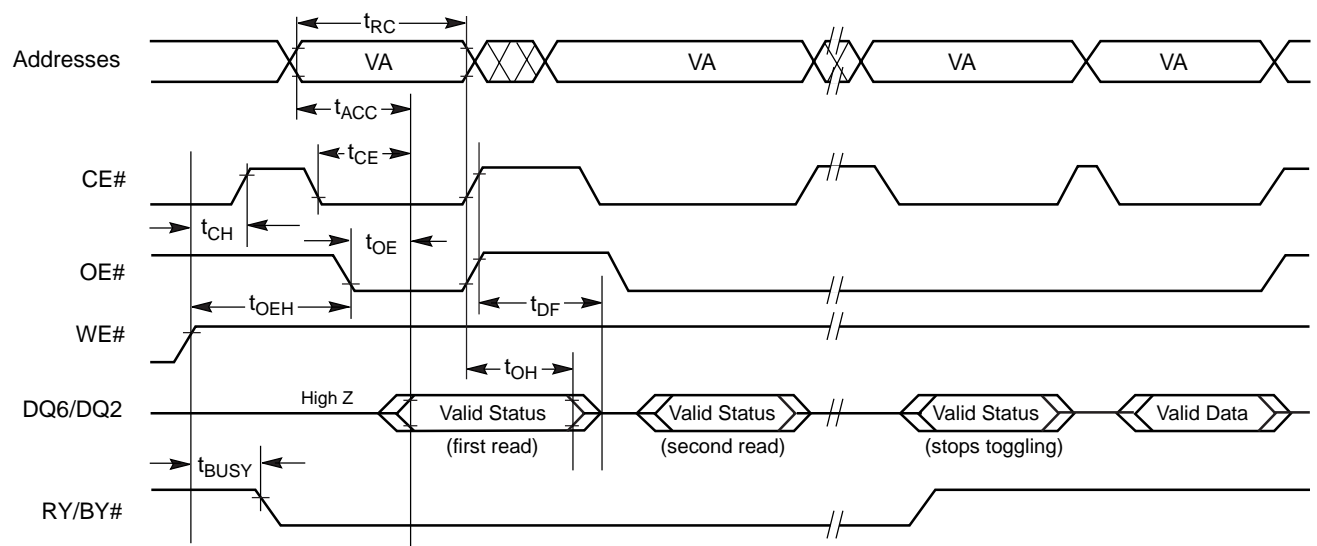 tRC
Addresses VA VA VA VA
tACC
tCE
CE#
tCH
tOE
OE#
tOEH tDF
WE#
tOH
High Z
DQ6/DQ2 Valid Status Valid Status Valid Status Valid Data
(first read) (second read) (stops toggling)
tBUSY
RY/BY#